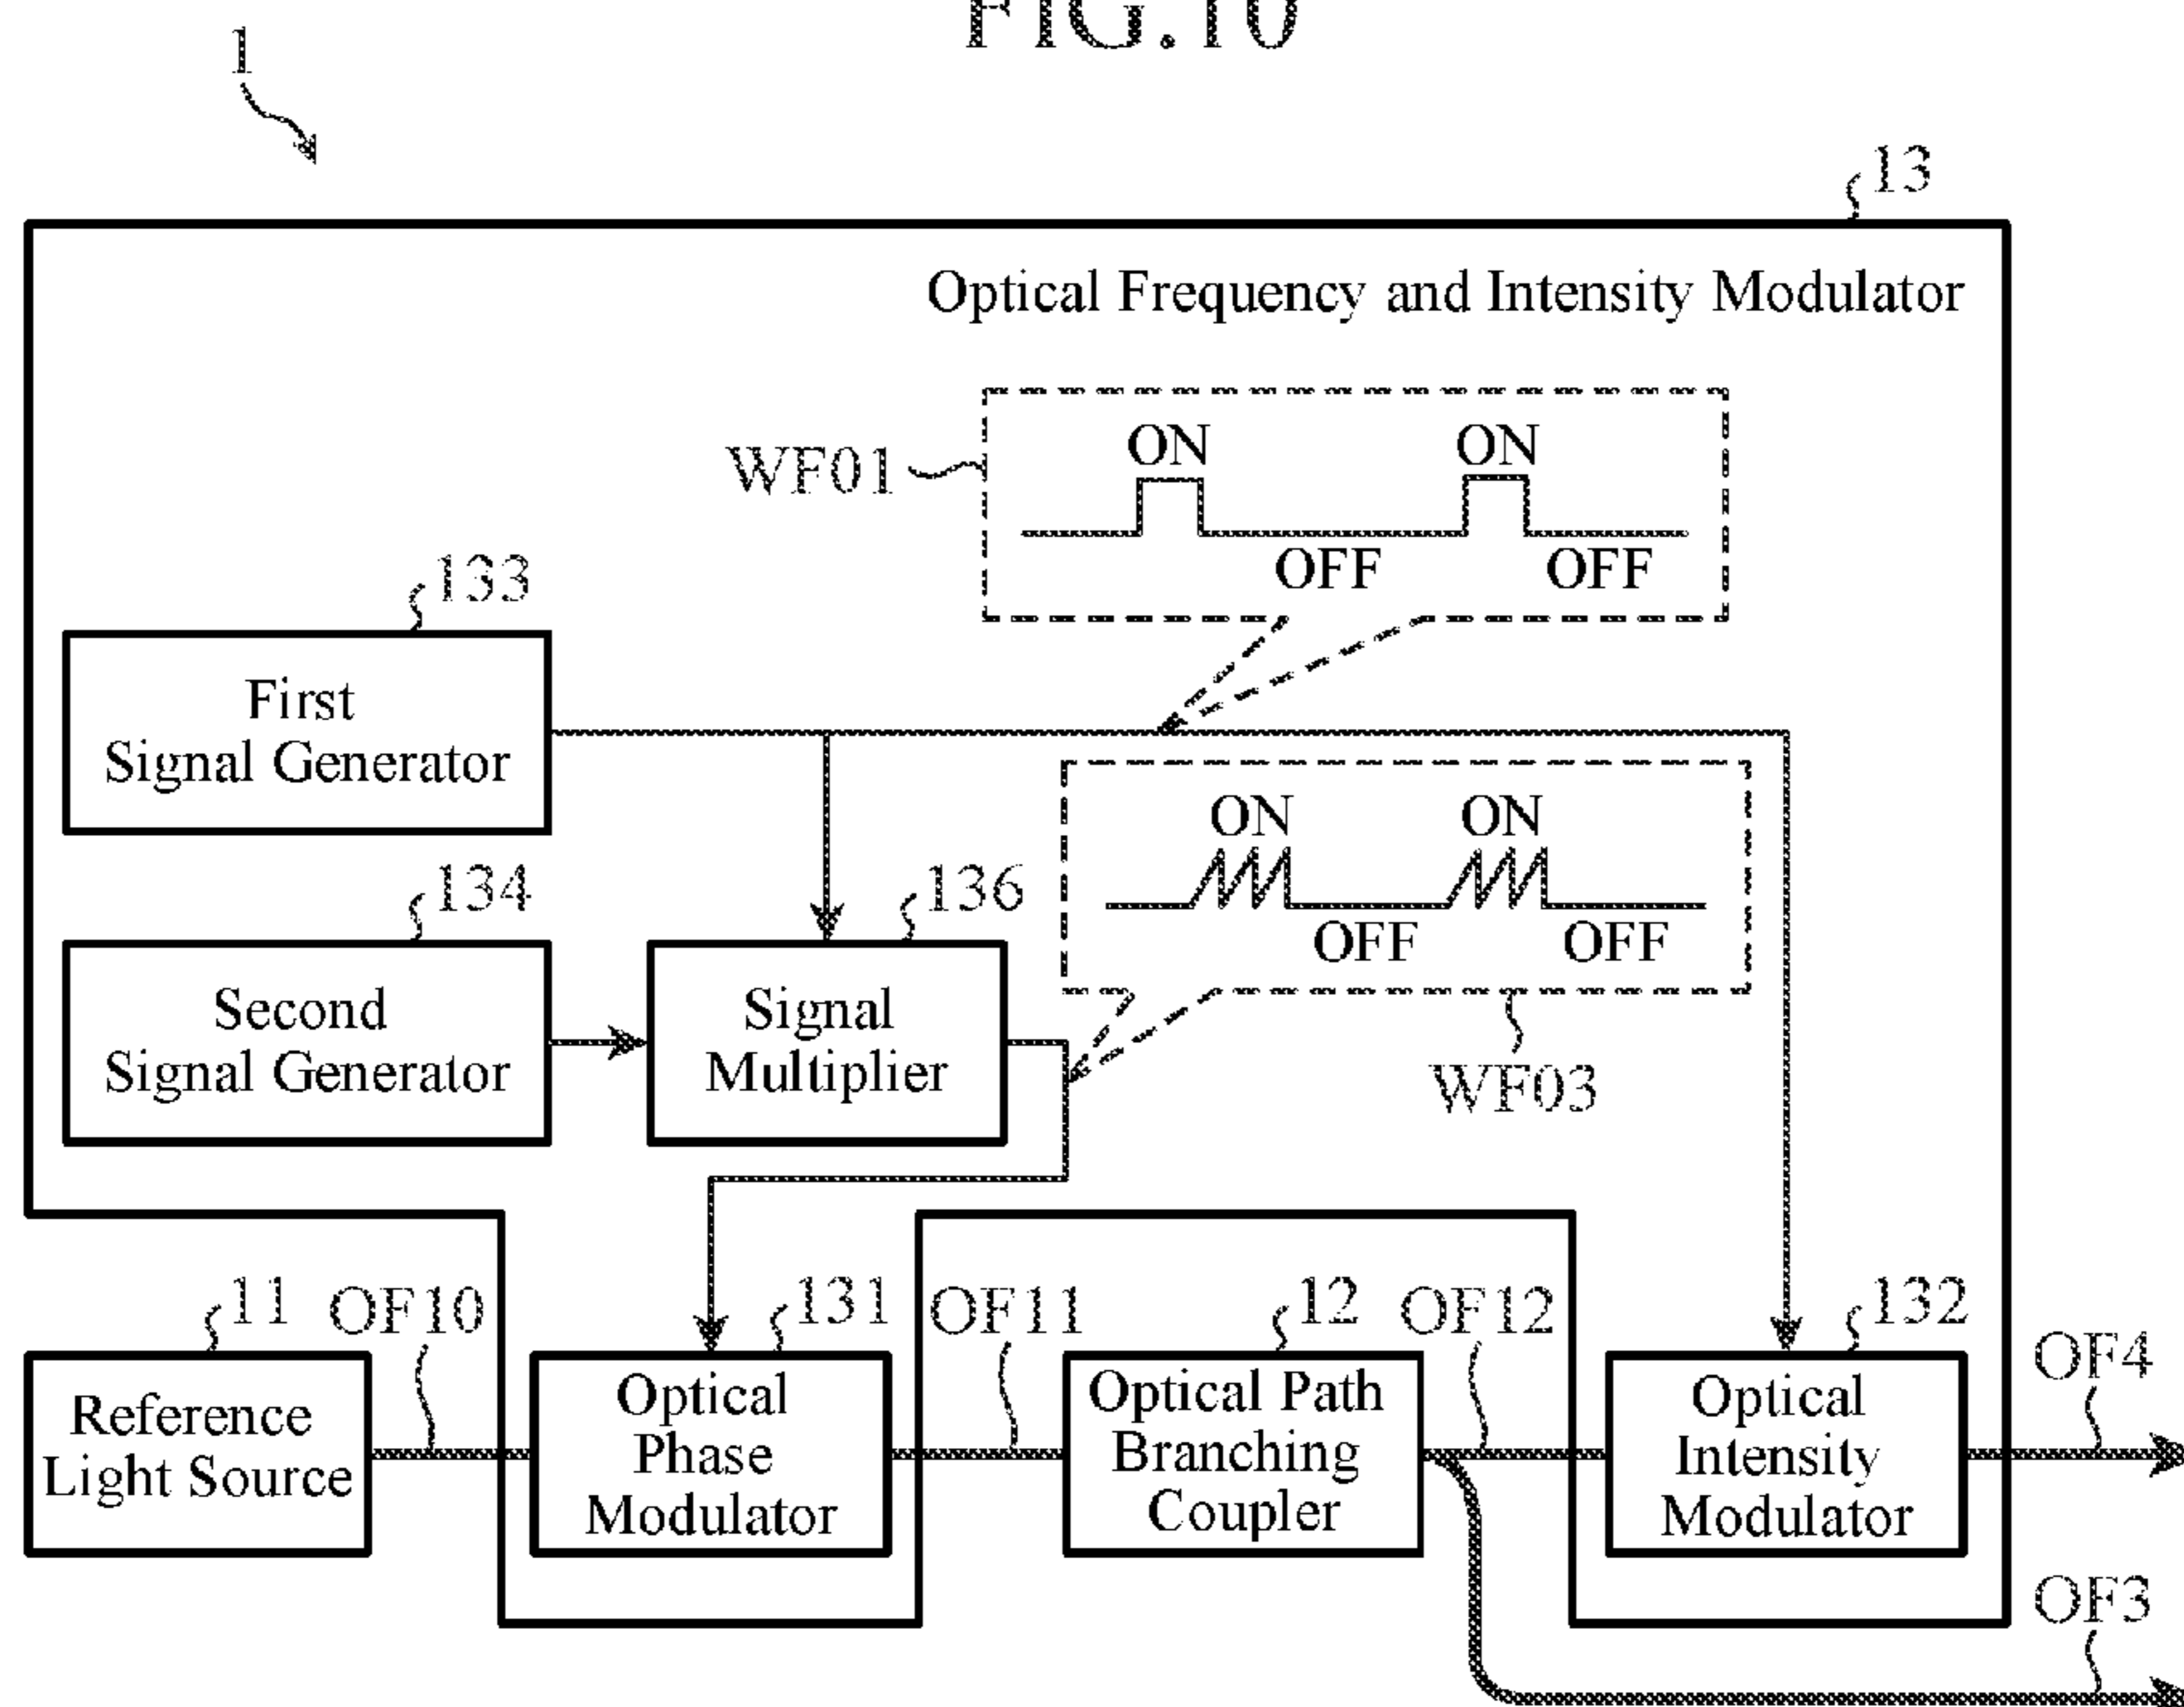 FIG.10
1
13
Optical Frequency and Intensity Modulator
WF01
ON
ON
OFF
OFF
133
First
Signal Generator
ON
ON
OFF
OFF
WF03
134
Second
Signal Generator
136
Signal
Multiplier
11
Reference
Light Source
OF10
131
Optical
Phase
Modulator
OF11
12
Optical Path
Branching
Coupler
OF12
132
Optical
Intensity
Modulator
OF4
OF3